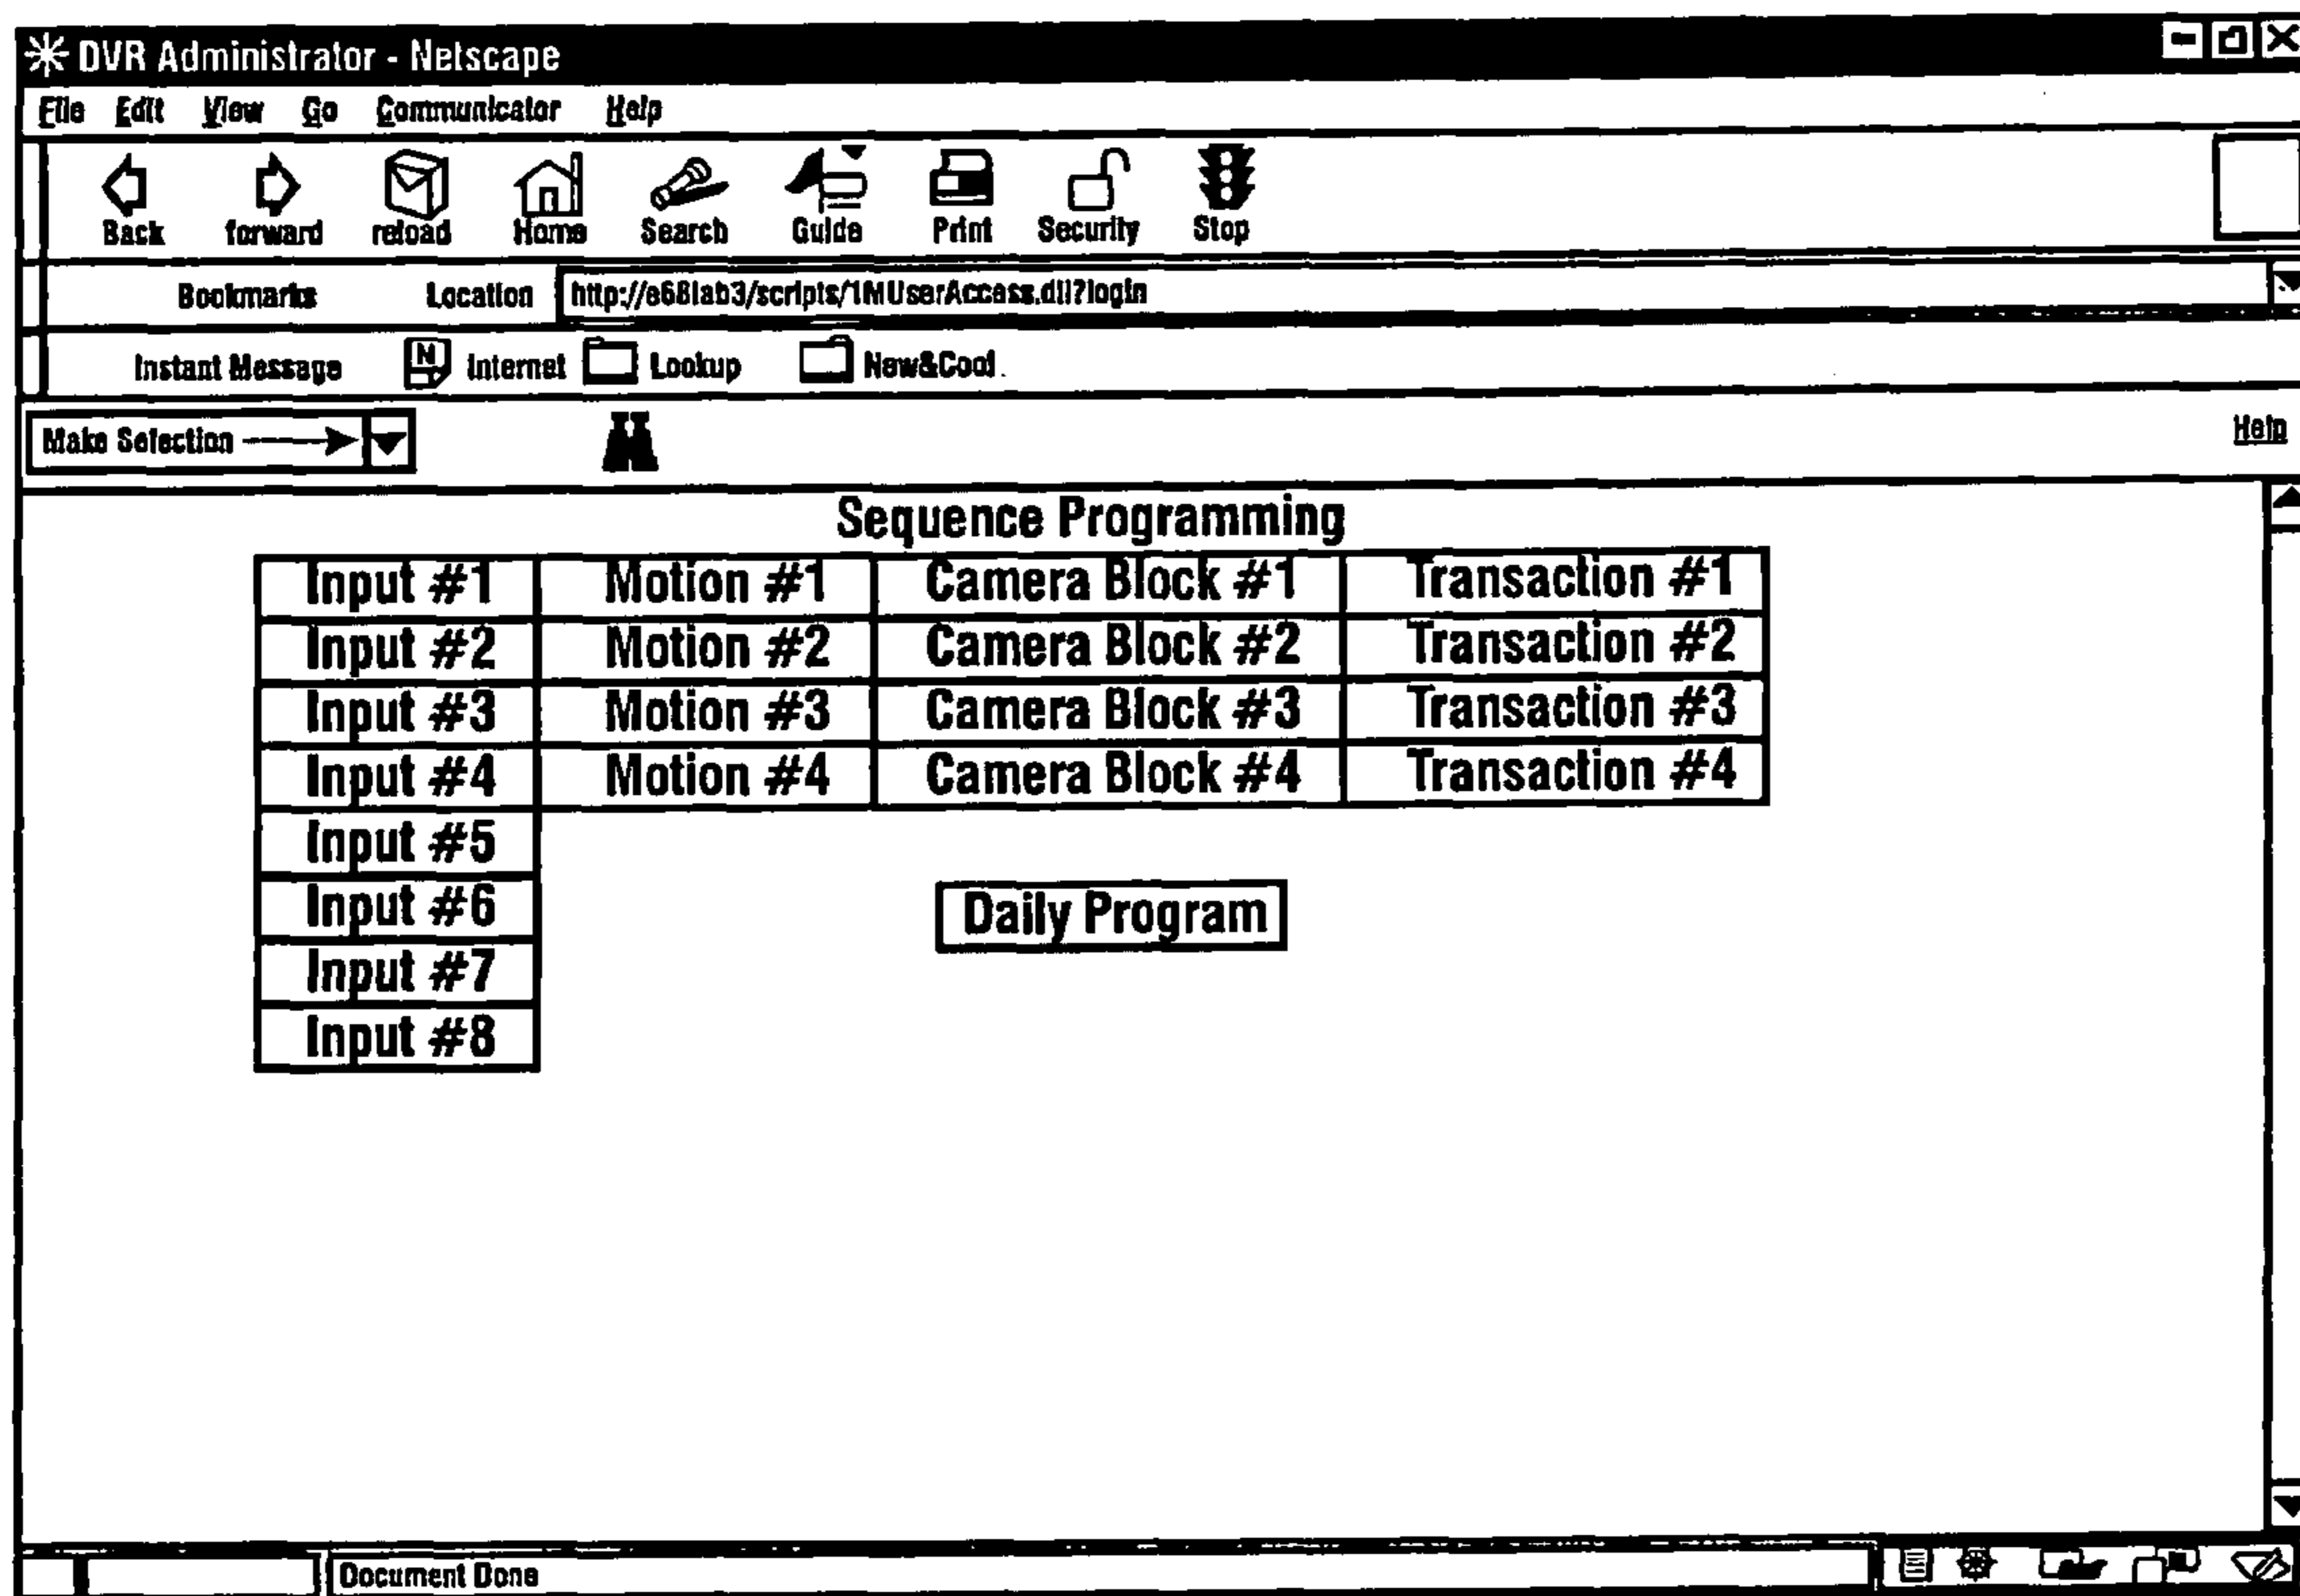 DVR Administrator - Netscape
File Edit View Go Communicator Help
Back forward reload Home Search Guide Print Security Stop
Bookmarks Location http://e68lab3/scripts/1MUserAccess.dll?login
Instant Message N Internet Lookup New&Cool
Make Selection Help
Sequence Programming
Input #1 Motion #1 Camera Block #1 Transaction #1
Input #2 Motion #2 Camera Block #2 Transaction #2
Input #3 Motion #3 Camera Block #3 Transaction #3
Input #4 Motion #4 Camera Block #4 Transaction #4
Input #5
Input #6 Daily Program
Input #7
Input #8
Document Done